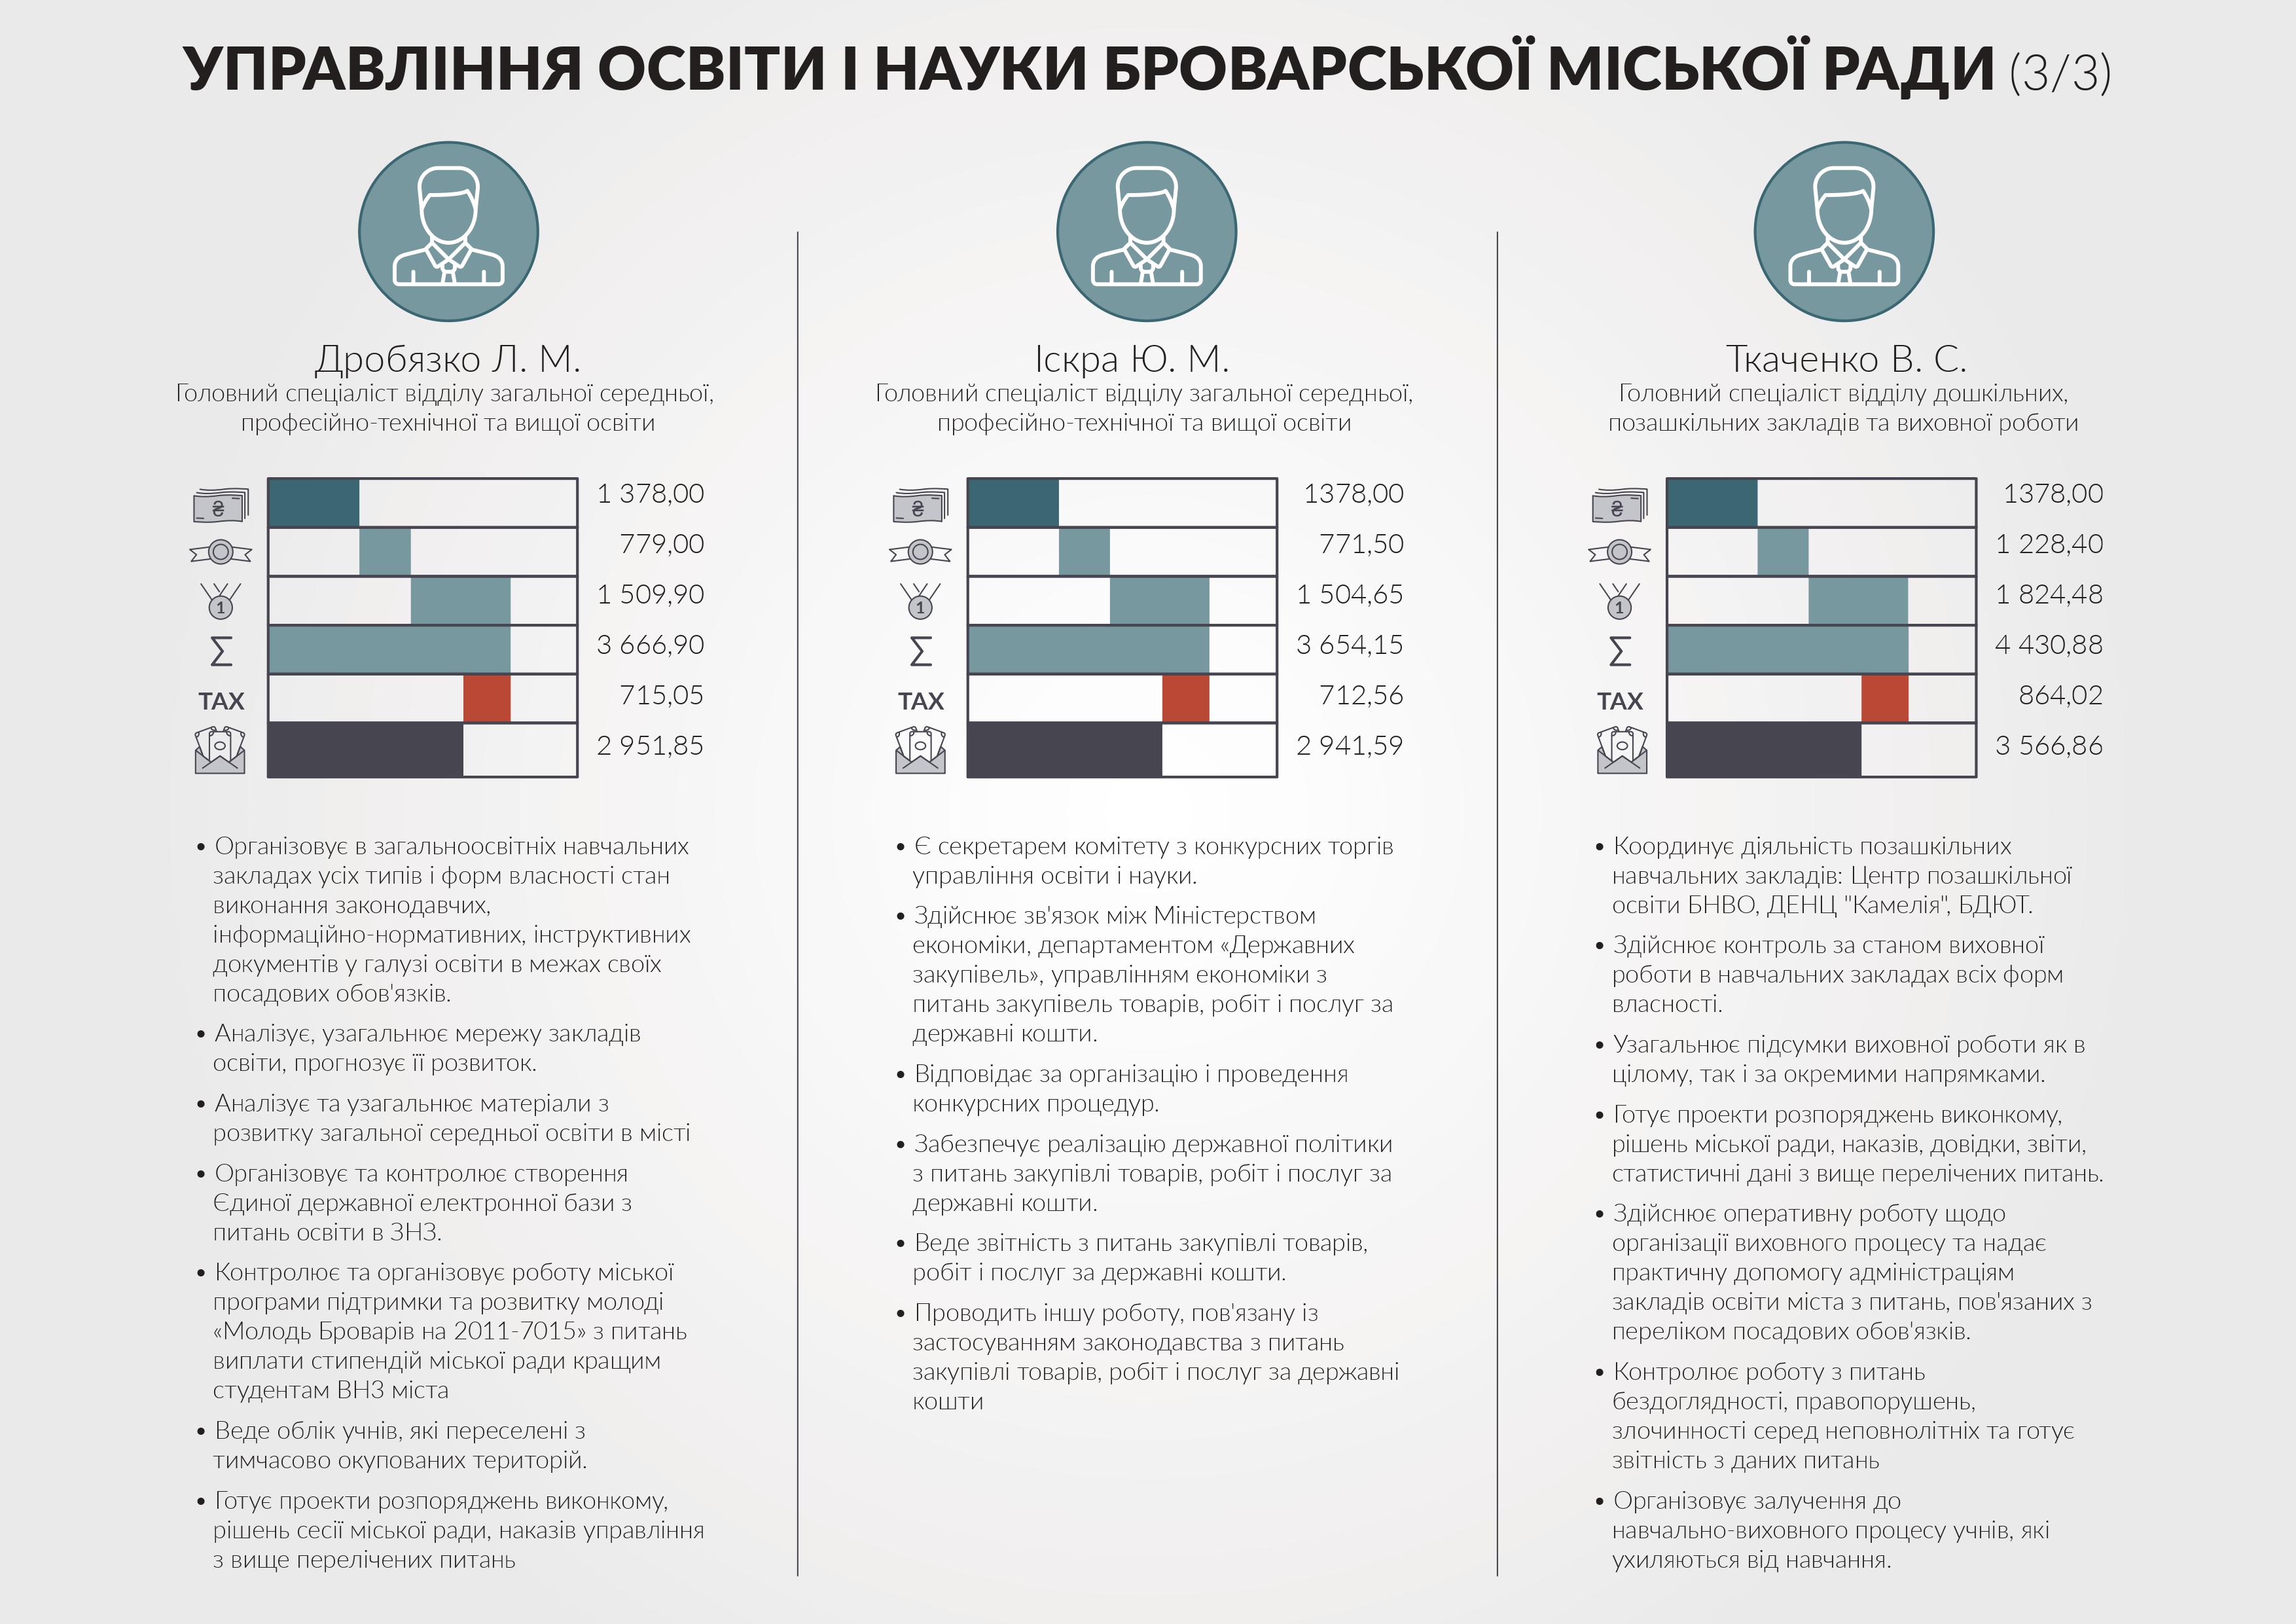 УПРАВЛІННЯ ОСВІТИ І НАУКИ БРОВАРСЬКОЇ МІСЬКОЇ РАДИ (3/3)
Дробязко Л. М.
Головний спеціаліст відділу загальної середньої,
професійно-технічної та вищої освіти
₴ 1 378,00
779,00
1 1 509,90
Σ 3 666,90
TAX 715,05
2 951,85
• Організовує в загальноосвітніх навчальних
закладах усіх типів і форм власності стан
виконання законодавчих,
інформаційно-нормативних, інструктивних
документів у галузі освіти в межах своїх
посадових обов'язків.
• Аналізує, узагальнює мережу закладів
освіти, прогнозує її розвиток.
• Аналізує та узагальнює матеріали з
розвитку загальної середньої освіти в місті
• Організовує та контролює створення
Єдиної державної електронної бази з
питань освіти в ЗНЗ.
• Контролює та організовує роботу міської
програми підтримки та розвитку молоді
«Молодь Броварів на 2011-7015» з питань
виплати стипендій міської ради кращим
студентам ВНЗ міста
• Веде облік учнів, які переселені з
тимчасово окупованих територій.
• Готує проекти розпоряджень виконкому,
рішень сесії міської ради, наказів управління
з вище перелічених питань
Іскра Ю. М.
Головний спеціаліст відцілу загальної середньої,
професійно-технічної та вищої освіти
₴ 1378,00
771,50
1 1 504,65
Σ 3 654,15
TAX 712,56
2 941,59
• Є секретарем комітету з конкурсних торгів
управління освіти і науки.
• Здійснює зв'язок між Міністерством
економіки, департаментом «Державних
закупівель», управлінням економіки з
питань закупівель товарів, робіт і послуг за
державні кошти.
• Відповідає за організацію і проведення
конкурсних процедур.
• Забезпечує реалізацію державної політики
з питань закупівлі товарів, робіт і послуг за
державні кошти.
• Веде звітність з питань закупівлі товарів,
робіт і послуг за державні кошти.
• Проводить іншу роботу, пов'язану із
застосуванням законодавства з питань
закупівлі товарів, робіт і послуг за державні
кошти
Ткаченко В. С.
Головний спеціаліст відділу дошкільних,
позашкільних закладів та виховної роботи
₴ 1378,00
1 228,40
1 1 824,48
Σ 4 430,88
TAX 864,02
3 566,86
• Координує діяльність позашкільних
навчальних закладів: Центр позашкільної
освіти БНВО, ДЕНЦ "Камелія", БДЮТ.
• Здійснює контроль за станом виховної
роботи в навчальних закладах всіх форм
власності.
• Узагальнює підсумки виховної роботи як в
цілому, так і за окремими напрямками.
• Готує проекти розпоряджень виконкому,
рішень міської ради, наказів, довідки, звіти,
статистичні дані з вище перелічених питань.
• Здійснює оперативну роботу щодо
організації виховного процесу та надає
практичну допомогу адміністраціям
закладів освіти міста з питань, пов'язаних з
переліком посадових обов'язків.
• Контролює роботу з питань
бездоглядності, правопорушень,
злочинності серед неповнолітніх та готує
звітність з даних питань
• Організовує залучення до
навчально-виховного процесу учнів, які
ухиляються від навчання.